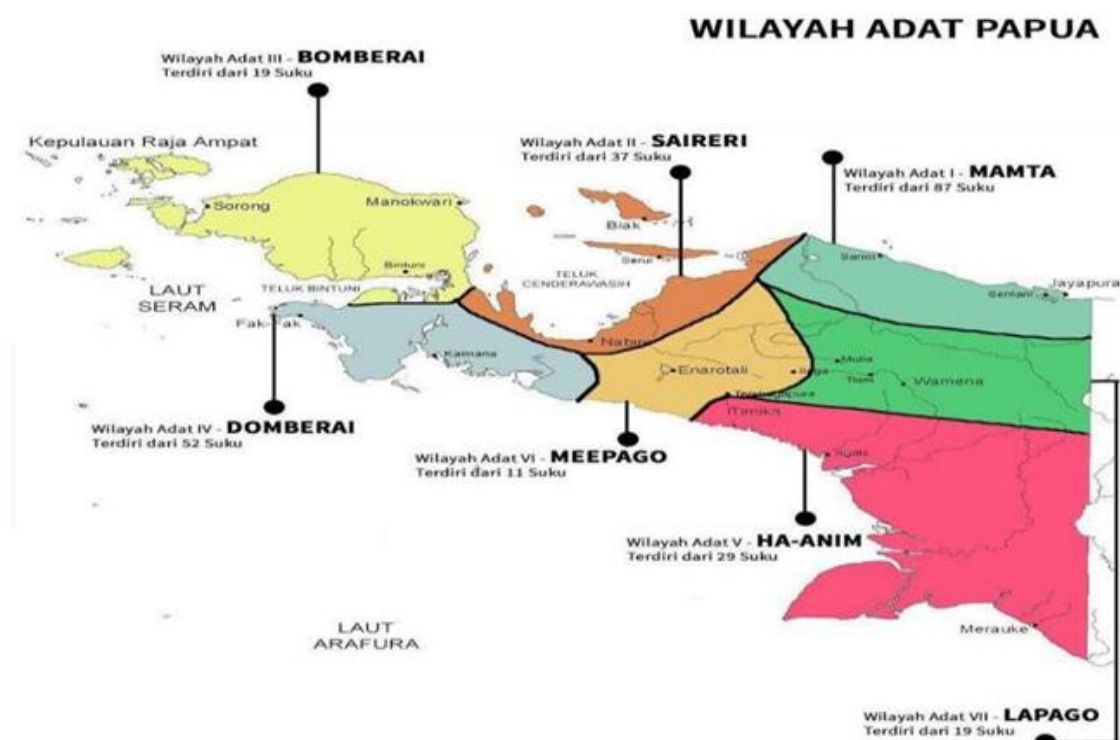 WILAYAH ADAT PAPUA
Wilayah Adat III - BOMBERAI
Terdiri dari 19 Suku
Kepulauan Raja Ampat
Wilayah Adat II - SAIRERI
Terdiri dari 37 Suku
Wilayah Adat I - MAMTA
Terdiri dari 87 Suku
Sorong
Manokwari
Biak
Serui
Sarmi
Bintuni
TELUK BINTUNI
TELUK
CENDERAWASIH
Jayapura
Sentani
LAUT
SERAM
Fak-Fak
Kaimana
Mulia
Enarotali
Wamena
Timika
Agats
Wilayah Adat IV - DOMBERAI
Terdiri dari 52 Suku
Wilayah Adat VI - MEEPAGO
Terdiri dari 11 Suku
Wilayah Adat V - HA-ANIM
Terdiri dari 29 Suku
LAUT
ARAFURA
Merauke
Wilayah Adat VII - LAPAGO
Terdiri dari 19 Suku